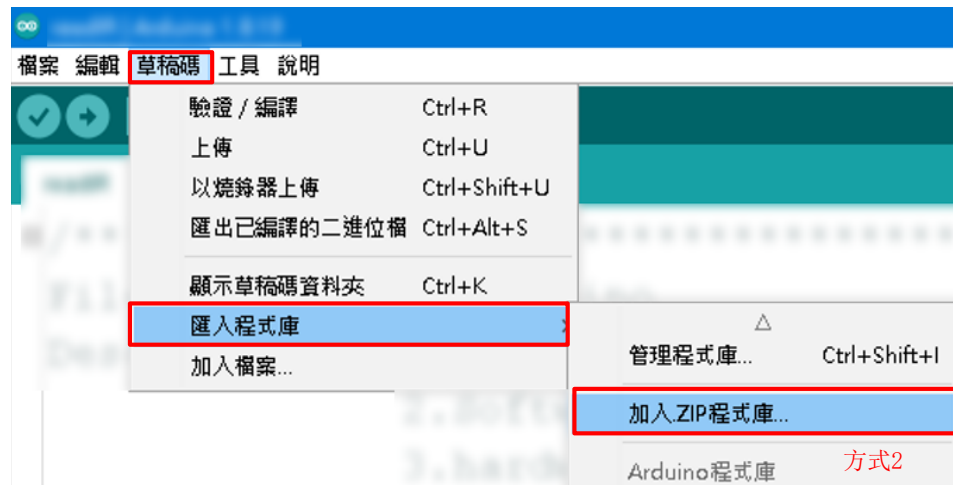 檔案 編輯 草稿碼 工具 說明
驗證 / 編譯 Ctrl+R
上傳 Ctrl+U
以燒錄器上傳 Ctrl+Shift+U
匯出已編譯的二進位檔 Ctrl+Alt+S
顯示草稿碼資料夾 Ctrl+K
匯入程式庫
加入檔案...
管理程式庫... Ctrl+Shift+I
加入.ZIP程式庫...
Arduino程式庫
方式2